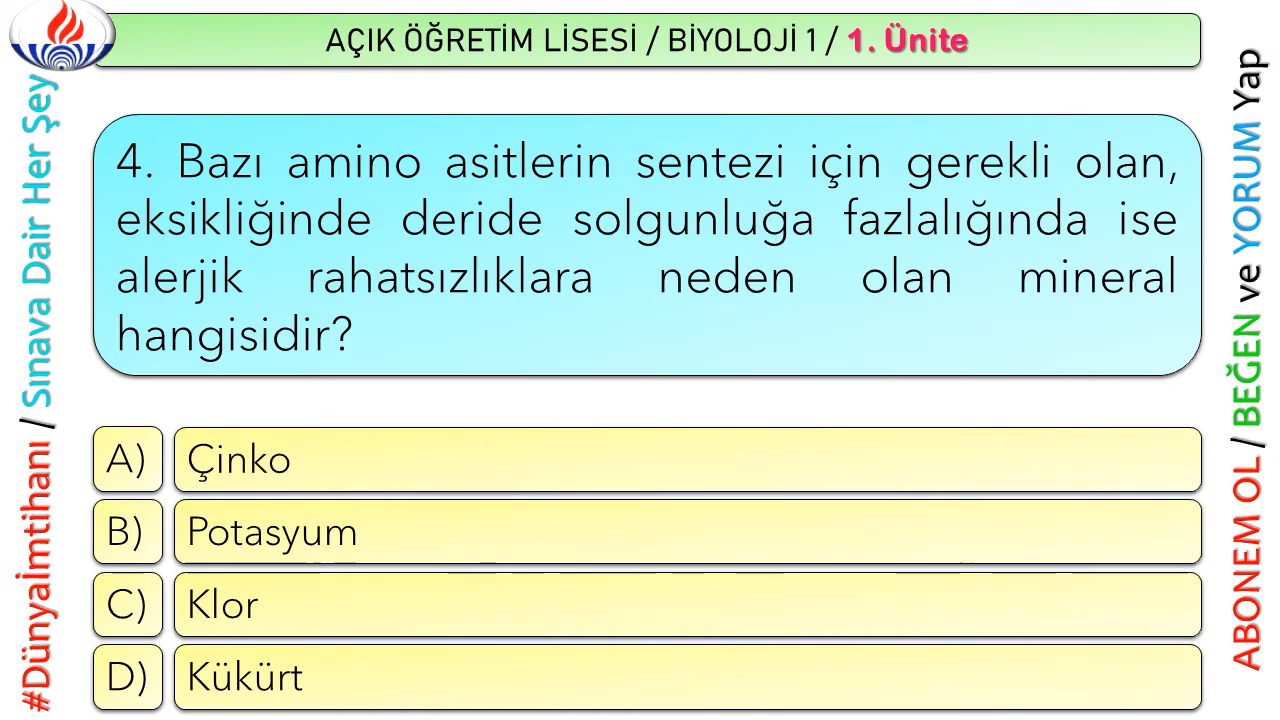 AÇIK ÖĞRETİM LİSESİ / BİYOLOJİ 1 / 1. Ünite
#Dünyaimtihanı / Sınava Dair Her Şey
4. Bazı amino asitlerin sentezi için gerekli olan,
eksikliğinde deride solgunluğa fazlalığında ise
alerjik rahatsızlıklara neden olan mineral
hangisidir?
A) Çinko
B) Potasyum
C) Klor
D) Kükürt
ABONEM OL / BEĞEN ve YORUM Yap